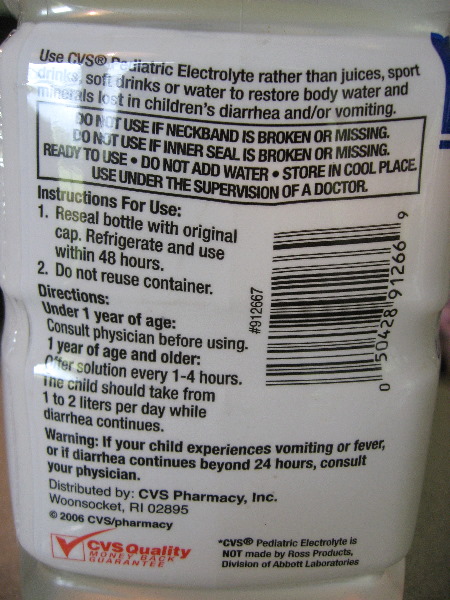 Use CVS® Pediatric Electrolyte rather than juices, sport
drinks, soft drinks or water to restore body water and
minerals lost in children's diarrhea and/or vomiting.
DO NOT USE IF NECKBAND IS BROKEN OR MISSING.
DO NOT USE IF INNER SEAL IS BROKEN OR MISSING.
READY TO USE • DO NOT ADD WATER • STORE IN COOL PLACE.
USE UNDER THE SUPERVISION OF A DOCTOR.
Instructions For Use:
1. Reseal bottle with original
cap. Refrigerate and use
within 48 hours.
2. Do not reuse container.
Directions:
Under 1 year of age:
Consult physician before using.
1 year of age and older:
Offer solution every 1-4 hours.
The child should take from
1 to 2 liters per day while
diarrhea continues.
#912667
0 50428 91266 9
Warning: If your child experiences vomiting or fever,
or if diarrhea continues beyond 24 hours, consult
your physician.
Distributed by: CVS Pharmacy, Inc.
Woonsocket, RI 02895
© 2006 CVS/pharmacy
CVS Quality
MONEY BACK
GUARANTEE
*CVS® Pediatric Electrolyte is
NOT made by Ross Products,
Division of Abbott Laboratories